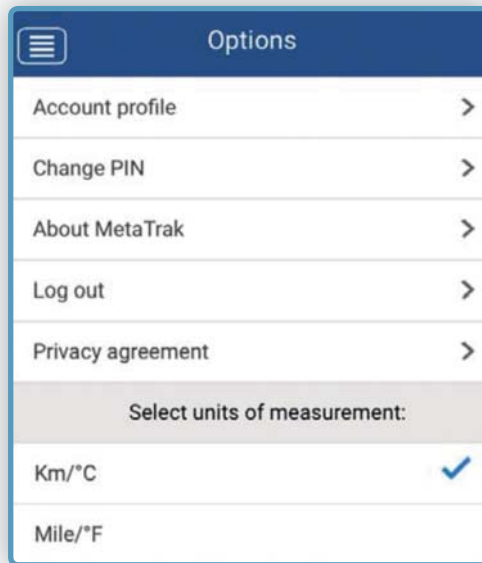 Options
Account profile
Change PIN
About MetaTrak
Log out
Privacy agreement
Select units of measurement:
Km/°C
Mile/°F